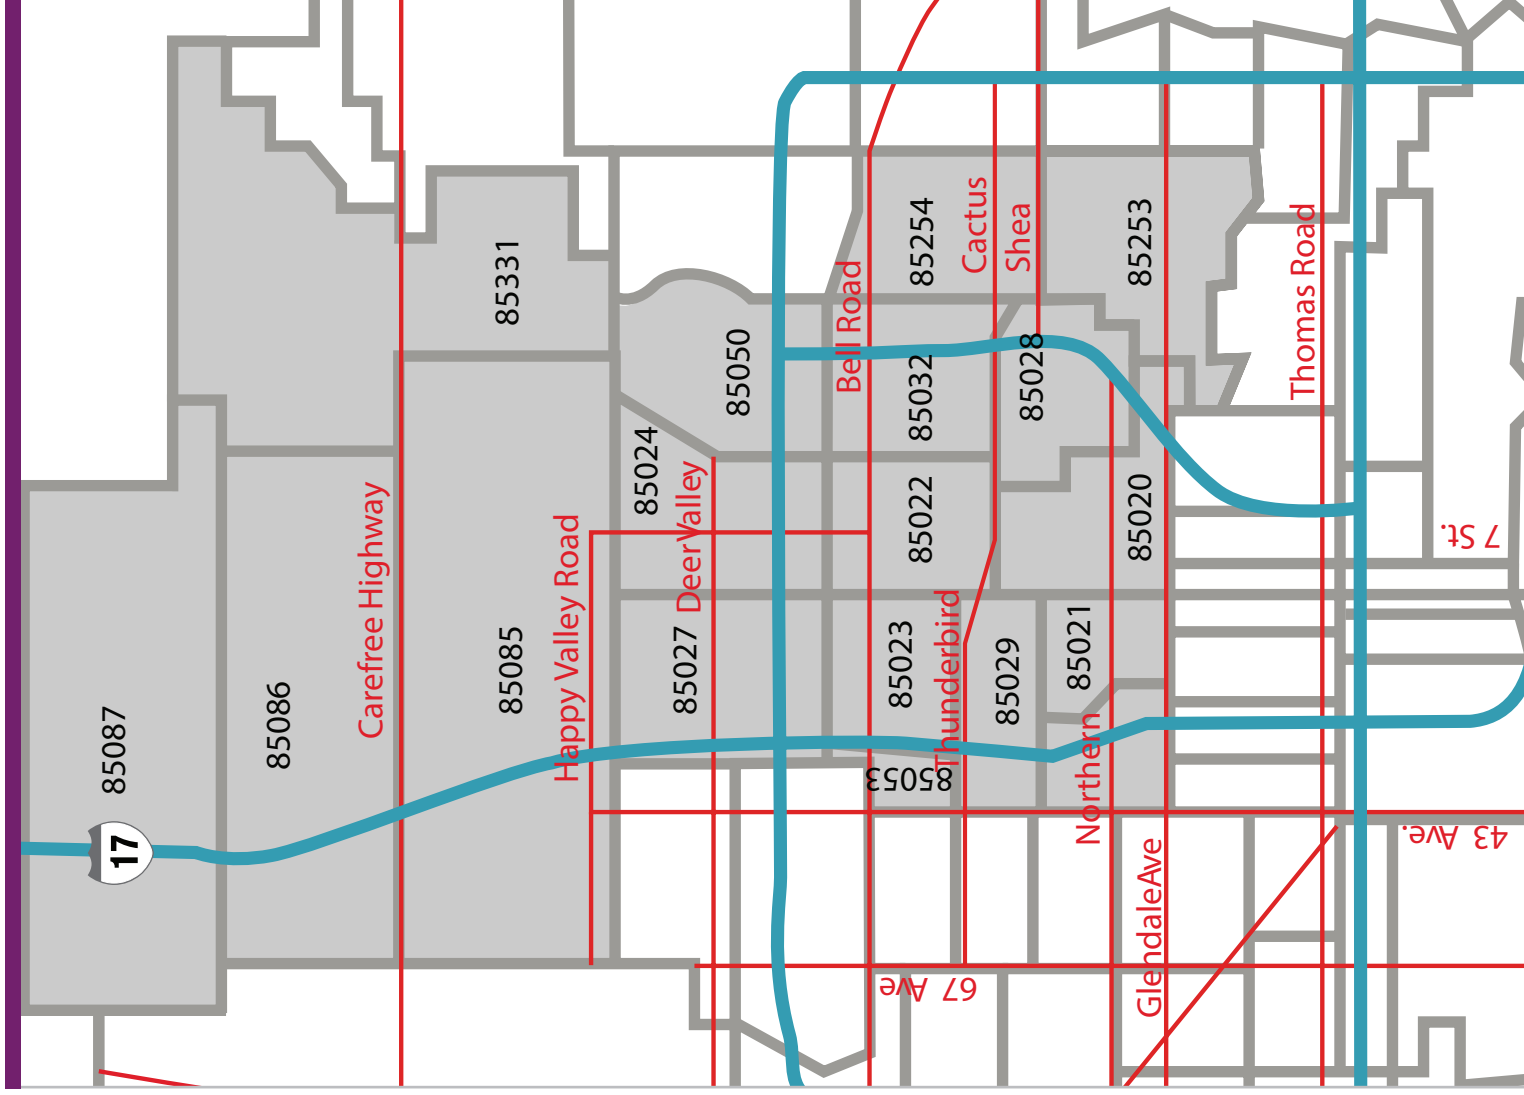 85087
17
85086
Carefree Highway
85331
85085
Happy Valley Road
85024
85027
Deer Valley
85050
Bell Road
85254
85032
85022
85023
85053
Cactus
Thunderbird
Shea
85028
85029
85021
Northern
85253
85020
Glendale Ave
Thomas Road
7 St.
43 Ave.
67 Ave